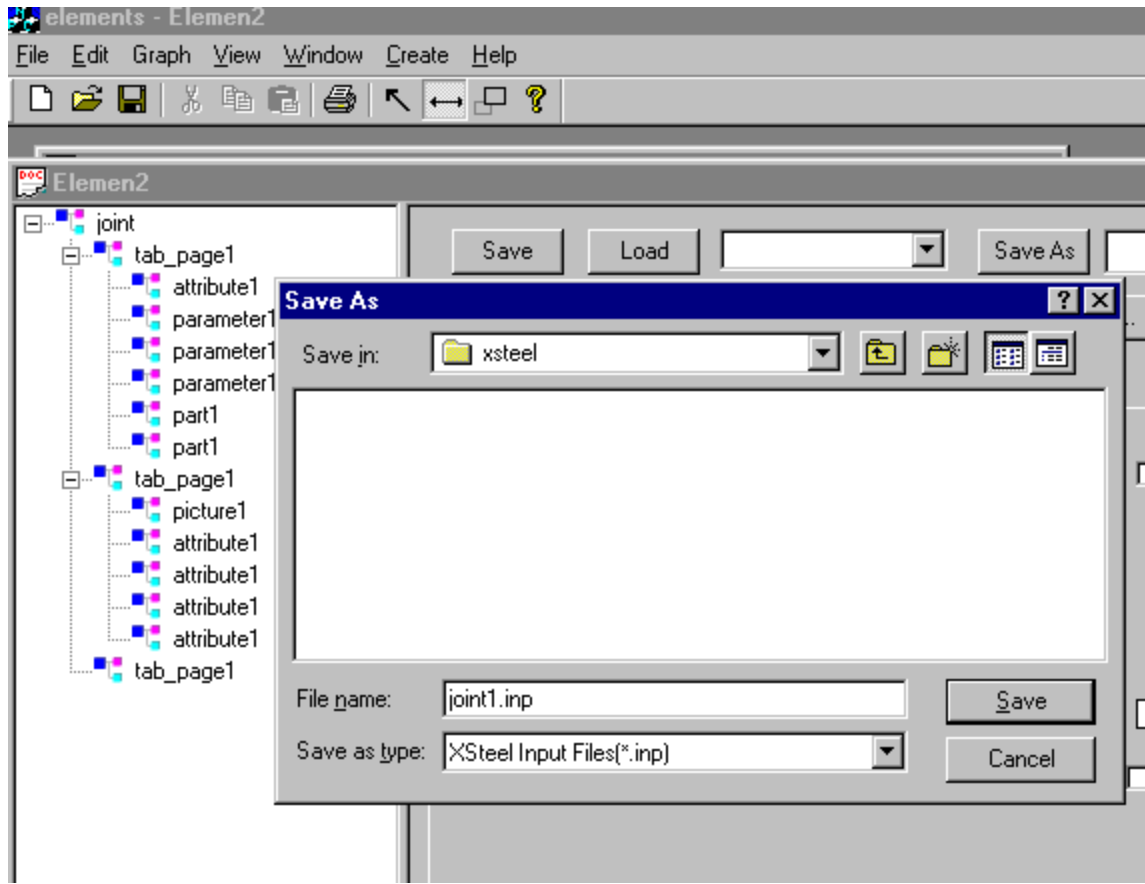 elements - Elemen2
File Edit Graph View Window Create Help
DOC
Elemen2
joint
tab_page1
attribute1
parameter1
parameter1
parameter1
part1
part1
tab_page1
picture1
attribute1
attribute1
attribute1
attribute1
tab_page1
Save Load Save As
Save As
Save in: xsteel
File name: joint1.inp Save
Save as type: XSteel Input Files(*.inp) Cancel